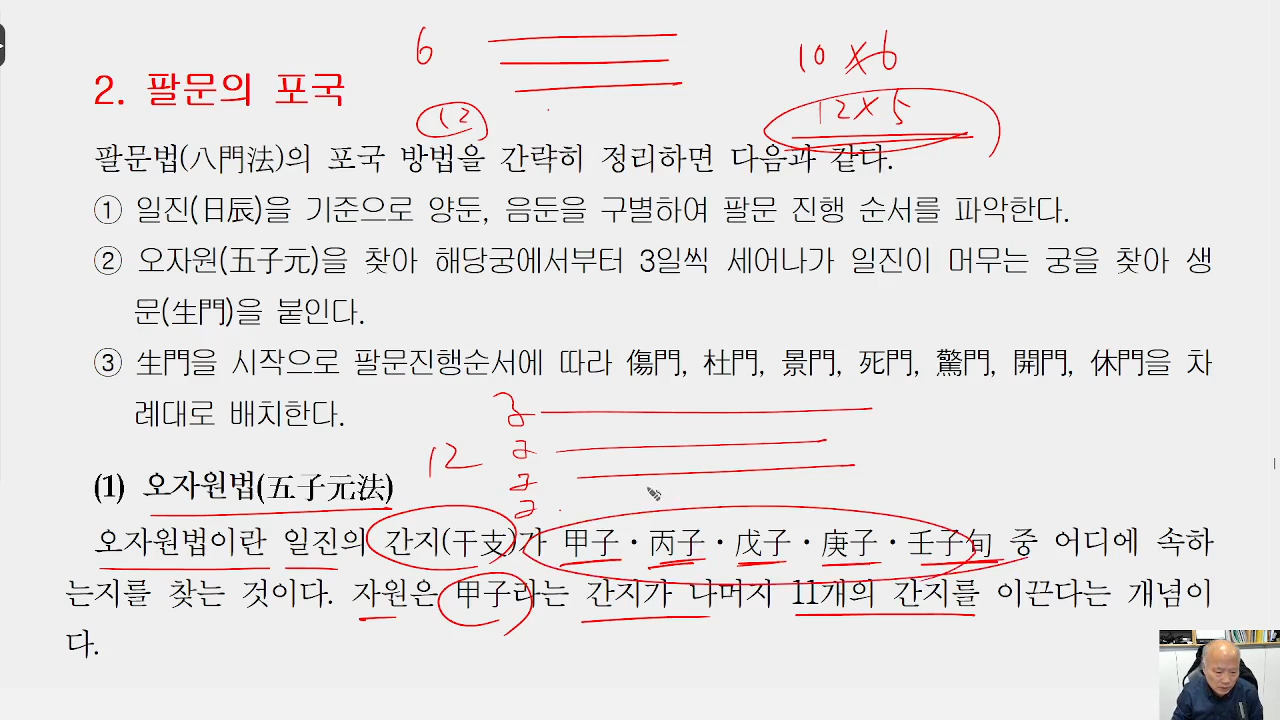 6
10 x 6
2. 팔문의 포국
12
12 x 5
팔문법(八門法)의 포국 방법을 간략히 정리하면 다음과 같다.
① 일진(日辰)을 기준으로 양둔, 음둔을 구별하여 팔문 진행 순서를 파악한다.
② 오자원(五子元)을 찾아 해당궁에서부터 3일씩 세어나가 일진이 머무는 궁을 찾아 생
문(生門)을 붙인다.
③ 生門을 시작으로 팔문진행순서에 따라 傷門, 杜門, 景門, 死門, 驚門, 開門, 休門을 차
례대로 배치한다.
12
(1) 오자원법(五子元法)
오자원법이란 일진의 간지(干支)가 甲子・丙子・戊子・庚子・壬子旬 중 어디에 속하
는지를 찾는 것이다. 자원은 甲子라는 간지가 나머지 11개의 간지를 이끈다는 개념이
다.